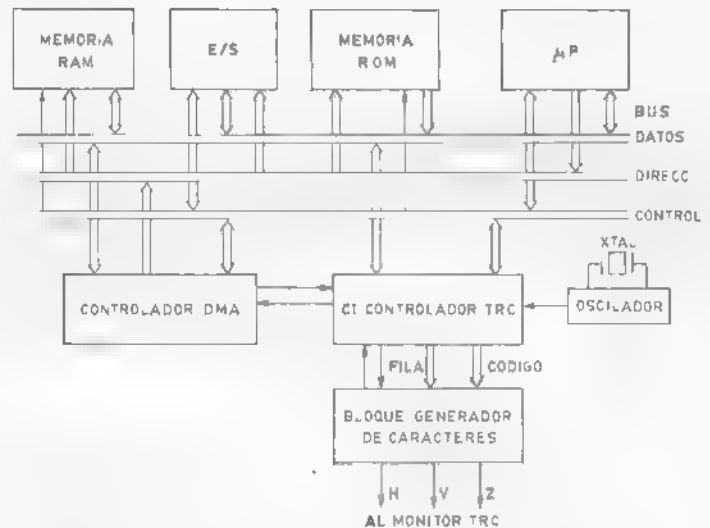 MEMORIA
RAM
E/S
MEMORIA
ROM
μP
BUS
DATOS
DIRECC
CONTROL
XTAL
OSCILADOR
CONTROLADOR DMA
CI CONTROLADOR TRC
FILA
CODIGO
BLOQUE GENERADOR
DE CARACTERES
H
V
Z
AL MONITOR TRC